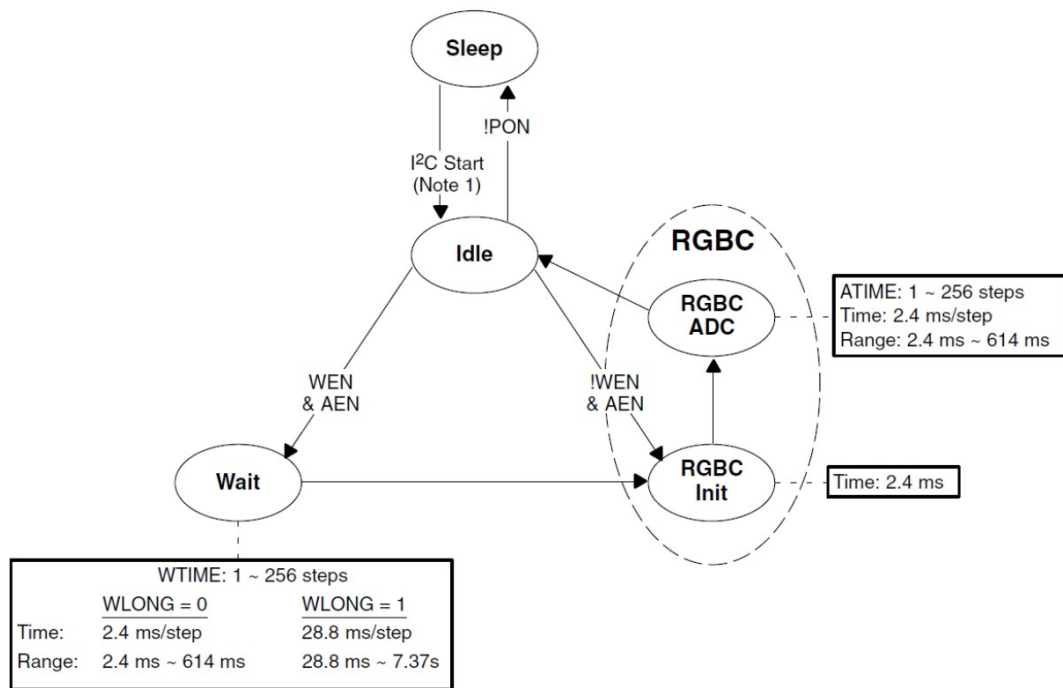 Sleep
!PON
I²C Start
(Note 1)
Idle
RGBC
RGBC
ADC
ATIME: 1 ~ 256 steps
Time: 2.4 ms/step
Range: 2.4 ms ~ 614 ms
WEN
& AEN
!WEN
& AEN
Wait
RGBC
Init
Time: 2.4 ms
WTIME: 1 ~ 256 steps
WLONG = 0 WLONG = 1
Time: 2.4 ms/step 28.8 ms/step
Range: 2.4 ms ~ 614 ms 28.8 ms ~ 7.37s